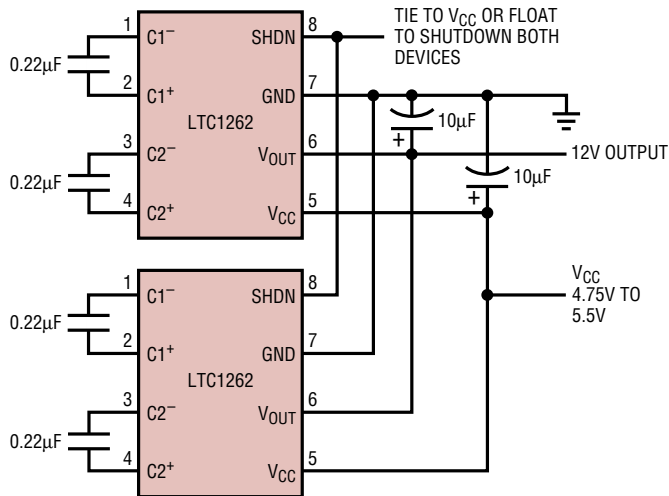 TIE TO VCC OR FLOAT
TO SHUTDOWN BOTH
DEVICES
1
C1−
SHDN
8
0.22µF
2
C1+
GND
7
LTC1262
10µF
+
3
C2−
VOUT
6
12V OUTPUT
0.22µF
4
C2+
VCC
5
10µF
+
1
C1−
SHDN
8
VCC
4.75V TO
5.5V
0.22µF
2
C1+
GND
7
LTC1262
3
C2−
VOUT
6
0.22µF
4
C2+
VCC
5